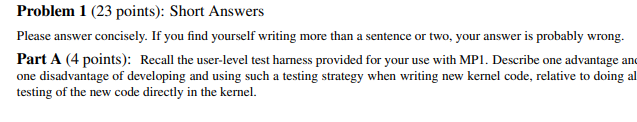 Problem 1 (23 points): Short Answers
Please answer concisely. If you find yourself writing more than a sentence or two, your answer is probably wrong.
Part A (4 points): Recall the user-level test harness provided for your use with MP1. Describe one advantage and
one disadvantage of developing and using such a testing strategy when writing new kernel code, relative to doing al
testing of the new code directly in the kernel.